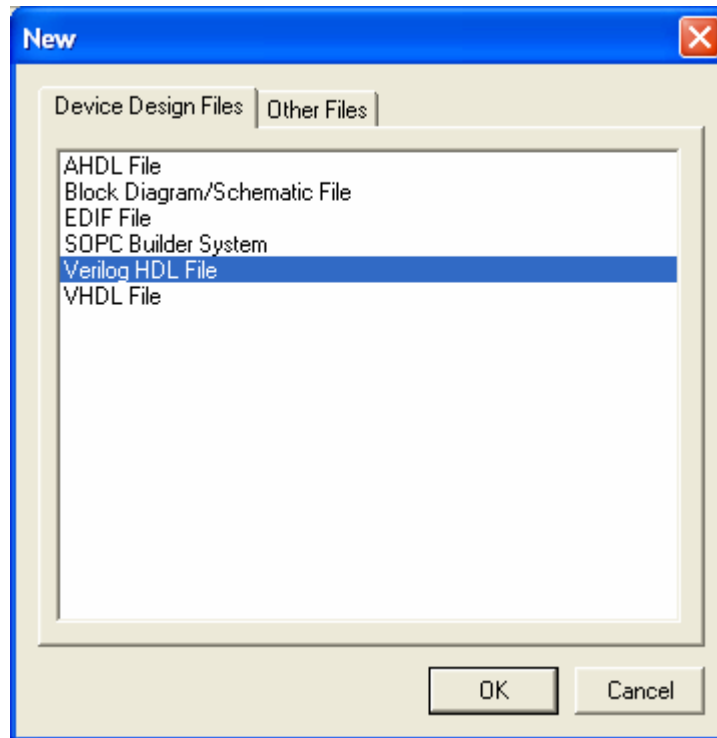 New
Device Design Files
Other Files
AHDL File
Block Diagram/Schematic File
EDIF File
SOPC Builder System
Verilog HDL File
VHDL File
OK
Cancel